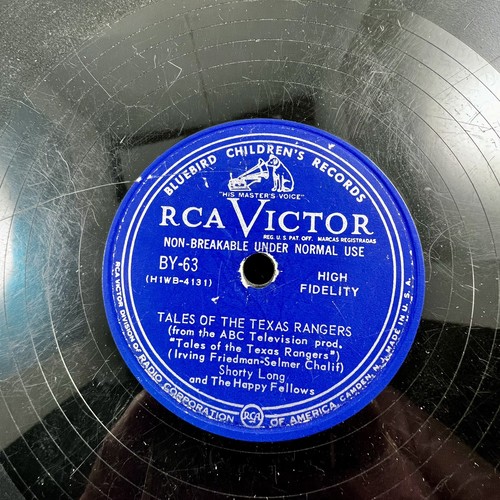 BLUEBIRD CHILDREN'S RECORDS
"HIS MASTER'S VOICE"
RCA VICTOR
REG. U.S. PAT. OFF. MARCAS REGISTRADAS
NON-BREAKABLE UNDER NORMAL USE
BY-63
(H1WB-4131)
HIGH
FIDELITY
TALES OF THE TEXAS RANGERS
(from the ABC Television prod.
"Tales of the Texas Rangers")
(Irving Friedman-Selmer Chalif)
Shorty Long
and The Happy Fellows
RCA VICTOR DIVISION OF RADIO CORPORATION RCA OF AMERICA, CAMDEN, N.J. MADE IN U.S.A.